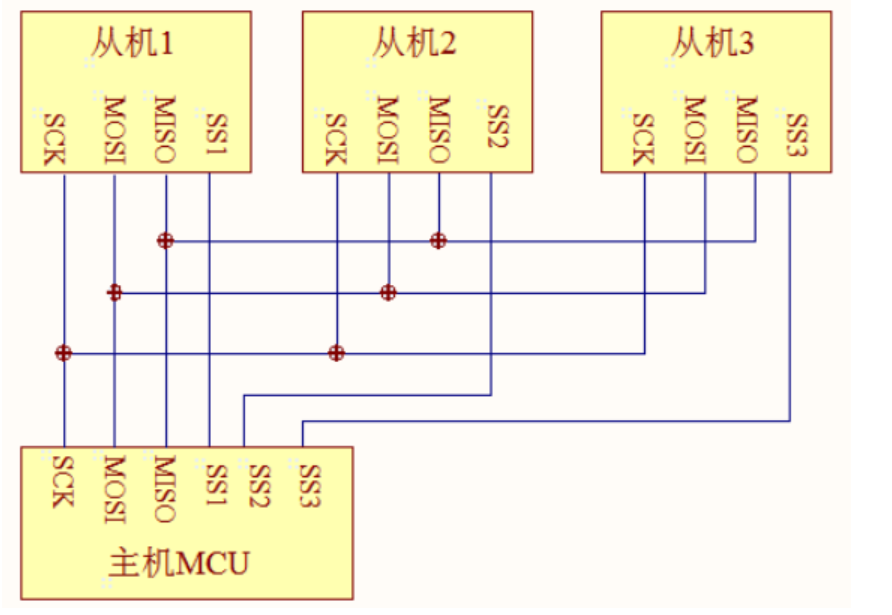 从机1
SCK
MOSI
MISO
SS1
从机2
SCK
MOSI
MISO
SS2
从机3
SCK
MOSI
MISO
SS3
SCK
MOSI
MISO
SS1
SS2
SS3
主机MCU